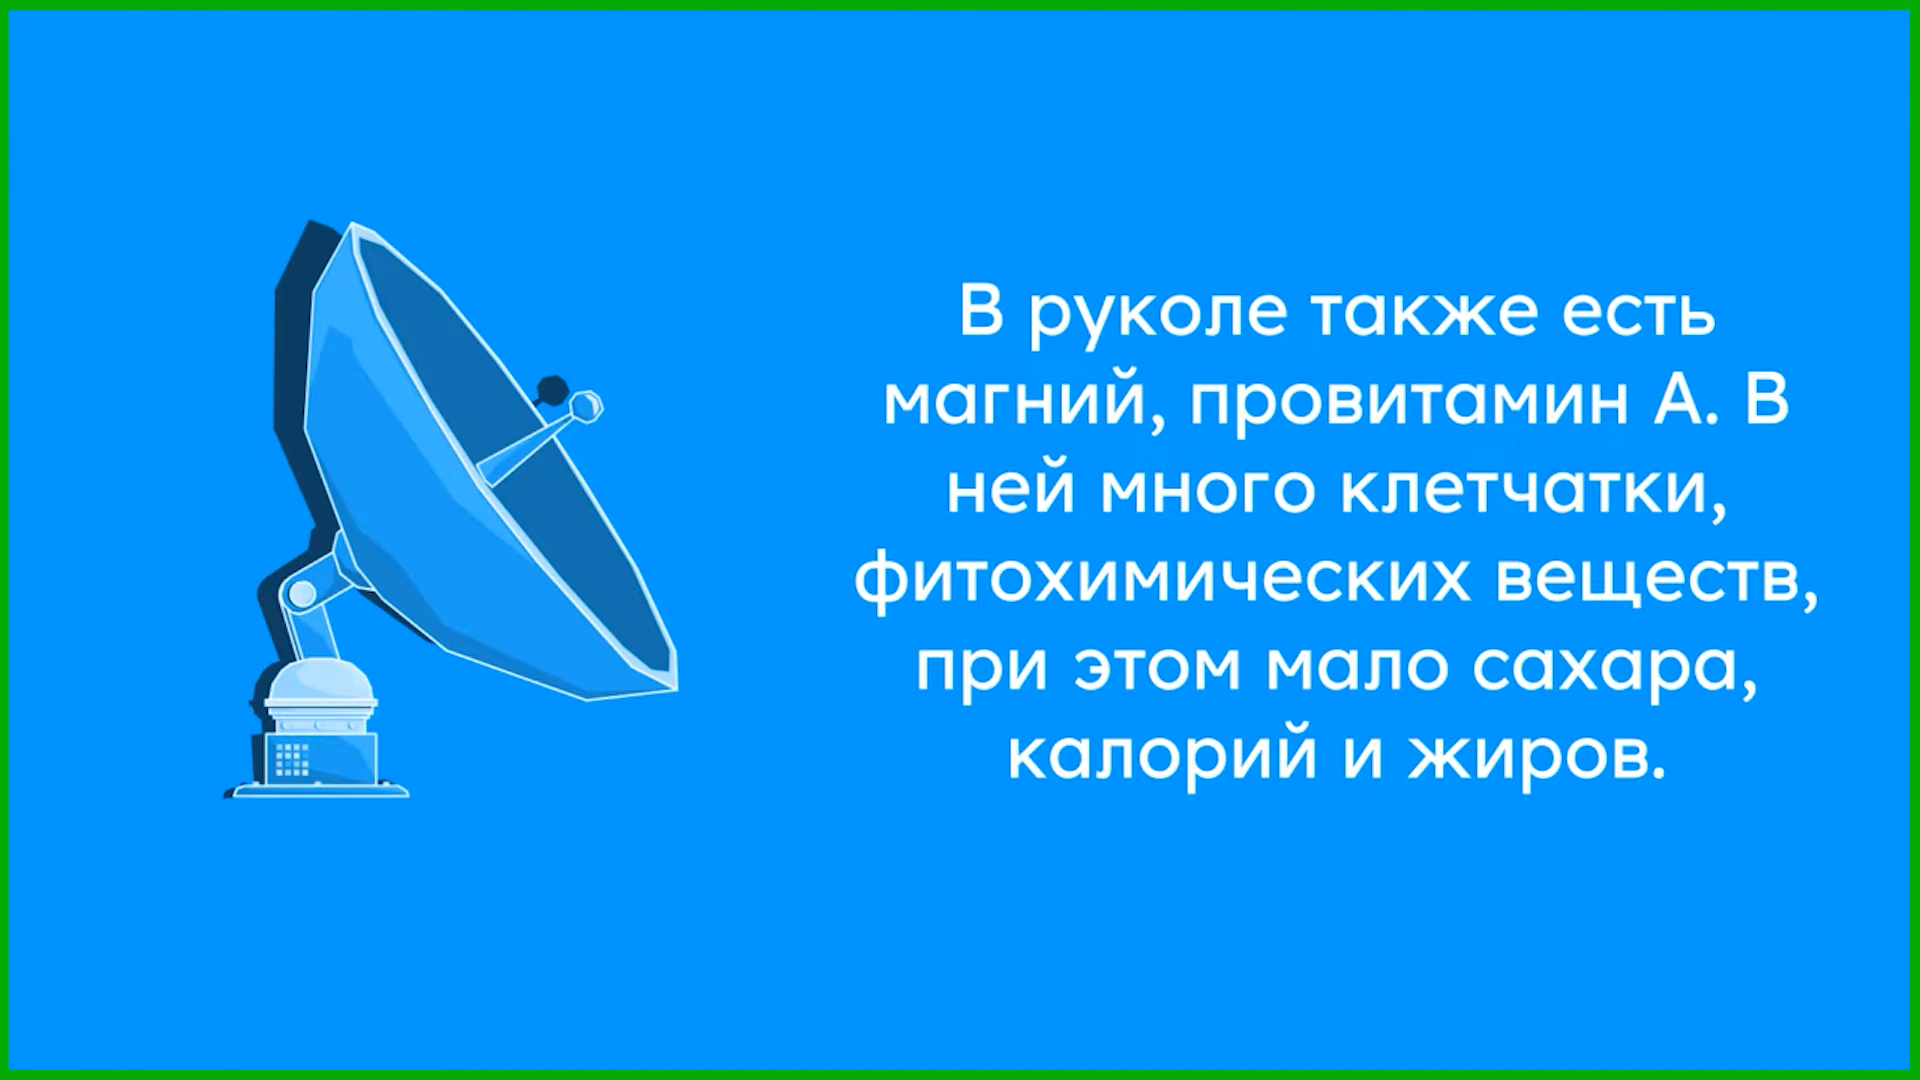 В руколе также есть
магний, провитамин А. В
ней много клетчатки,
фитохимических веществ,
при этом мало сахара,
калорий и жиров.